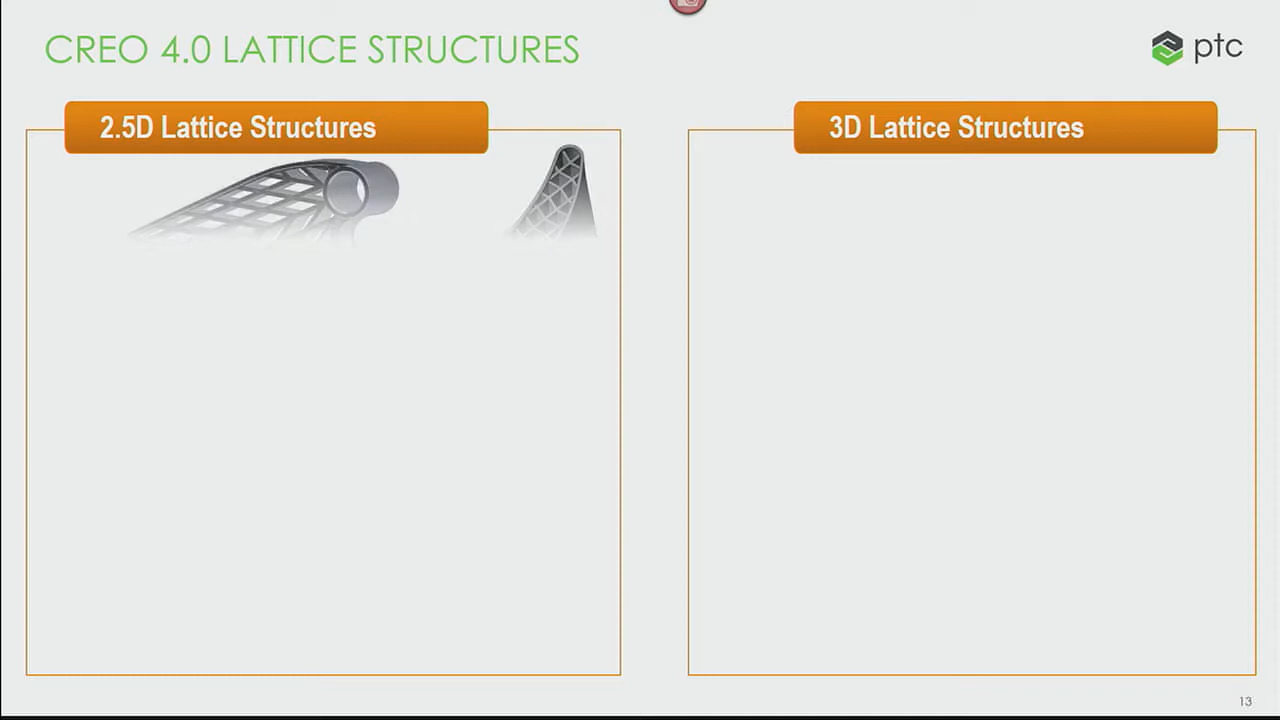 CREO 4.0 LATTICE STRUCTURES
ptc
2.5D Lattice Structures
3D Lattice Structures
13